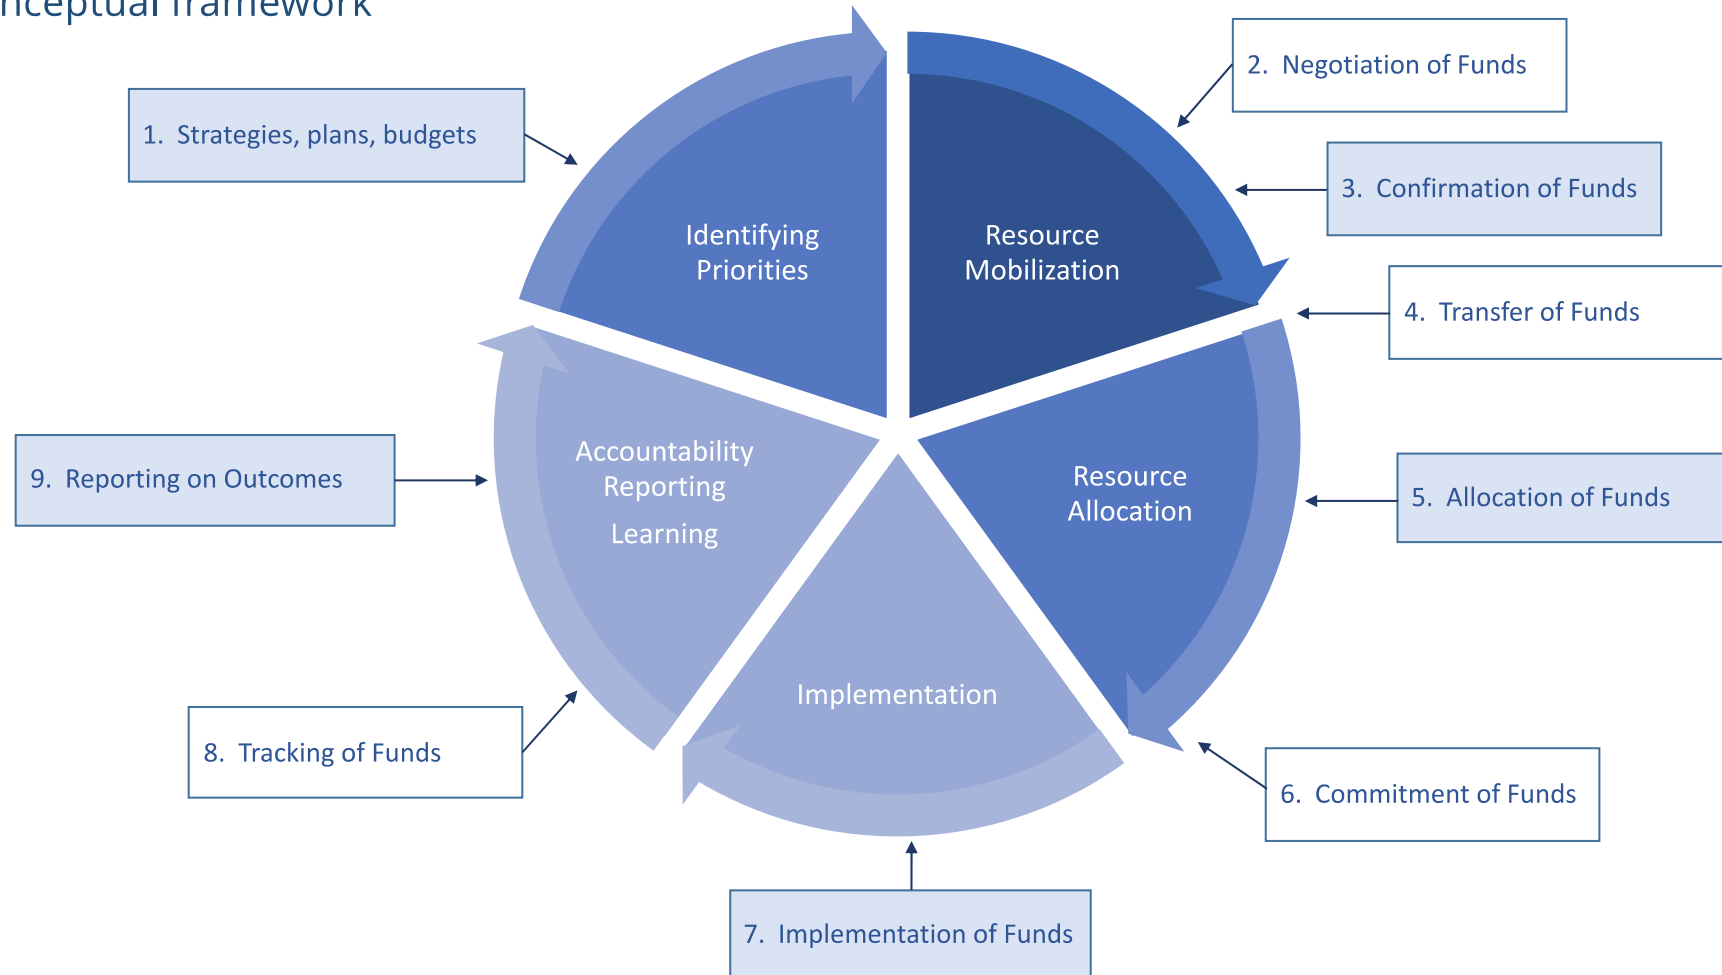 nceptual framework
1. Strategies, plans, budgets
2. Negotiation of Funds
3. Confirmation of Funds
4. Transfer of Funds
5. Allocation of Funds
6. Commitment of Funds
7. Implementation of Funds
8. Tracking of Funds
9. Reporting on Outcomes
Identifying
Priorities
Resource
Mobilization
Resource
Allocation
Implementation
Accountability
Reporting
Learning